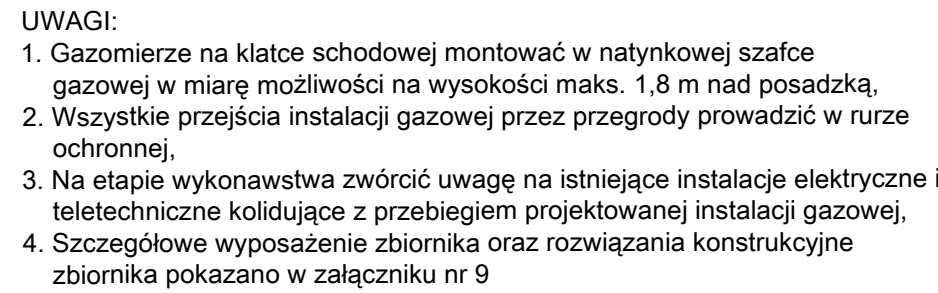 UWAGI:
1. Gazomierze na klatce schodowej montować w natynkowej szafce
gazowej w miarę możliwości na wysokości maks. 1,8 m nad posadzką,
2. Wszystkie przejścia instalacji gazowej przez przegrody prowadzić w rurze
ochronnej,
3. Na etapie wykonawstwa zwórcić uwagę na istniejące instalacje elektryczne i
teletechniczne kolidujące z przebiegiem projektowanej instalacji gazowej,
4. Szczegółowe wyposażenie zbiornika oraz rozwiązania konstrukcyjne
zbiornika pokazano w załączniku nr 9